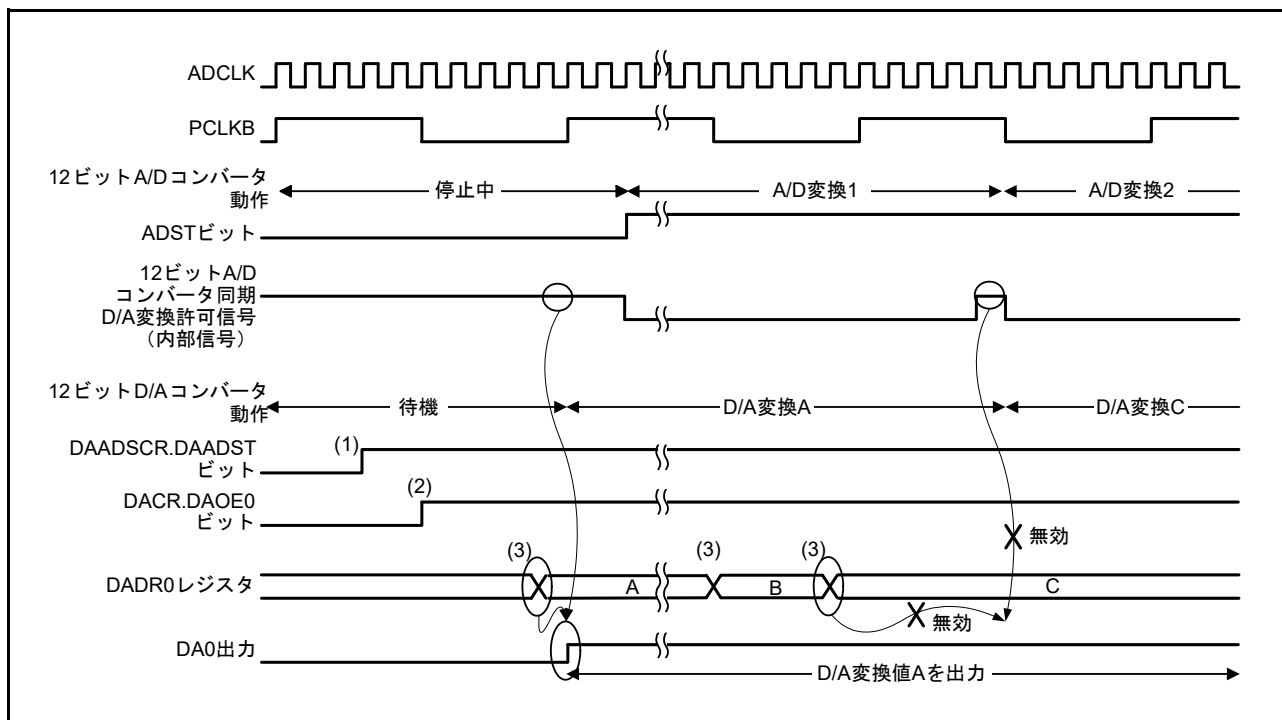 ADCLK
PCLKB
12ビットA/Dコンバータ
動作
停止中
A/D変換1
A/D変換2
ADSTビット
12ビットA/D
コンバータ同期
D/A変換許可信号
（内部信号）
12ビットD/Aコンバータ
動作
待機
D/A変換A
D/A変換C
DAADSCR.DAADST
ビット
(1)
DACR.DAOE0
ビット
(2)
無効
(3)
(3)
(3)
DADR0レジスタ
A
B
C
無効
DA0出力
D/A変換値Aを出力